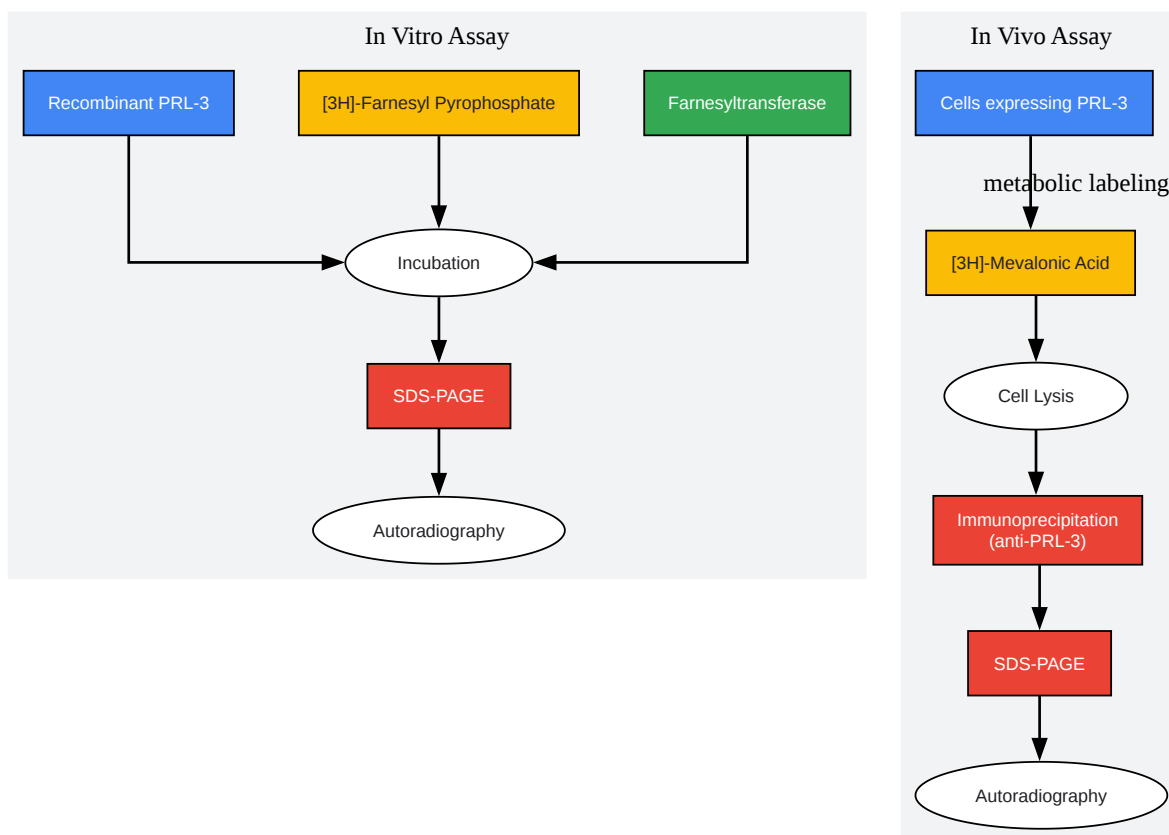 In Vitro Assay
Recombinant PRL-3
[3H]-Farnesyl Pyrophosphate
Farnesyltransferase
Incubation
SDS-PAGE
Autoradiography
In Vivo Assay
Cells expressing PRL-3
metabolic labeling
[3H]-Mevalonic Acid
Cell Lysis
Immunoprecipitation
(anti-PRL-3)
SDS-PAGE
Autoradiography